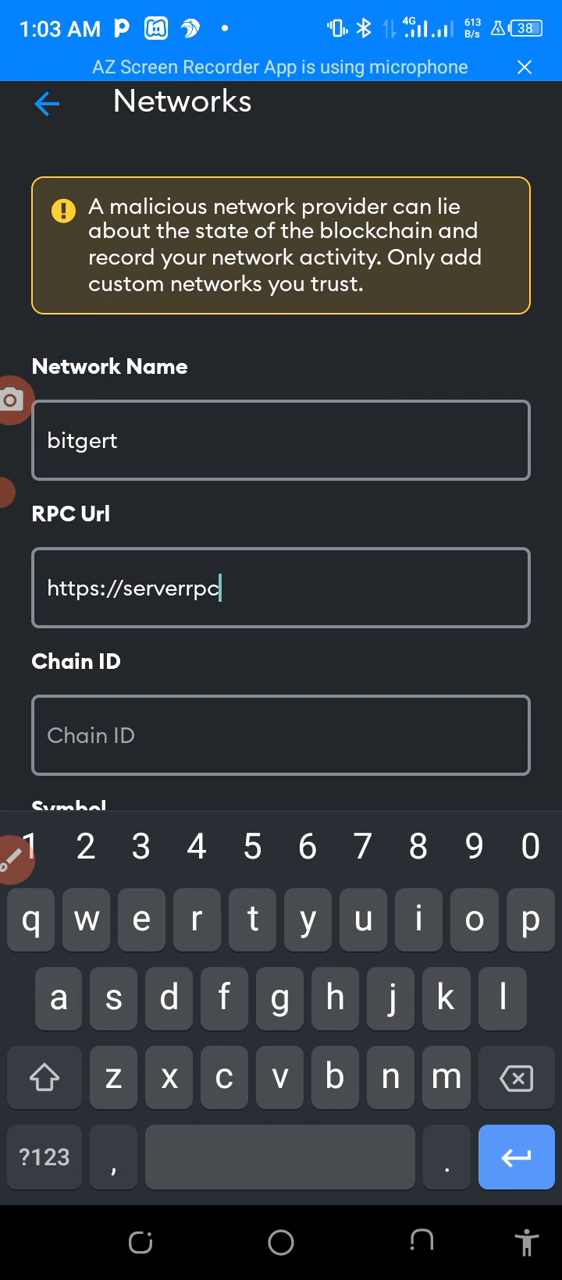 1:03 AM
4G
613
B/s
38
AZ Screen Recorder App is using microphone
Networks
A malicious network provider can lie
about the state of the blockchain and
record your network activity. Only add
custom networks you trust.
Network Name
bitgert
RPC Url
https://serverrpc
Chain ID
Chain ID
Symbol
1 2 3 4 5 6 7 8 9 0
q w e r t y u i o p
a s d f g h j k l
z x c v b n m
?123 , .